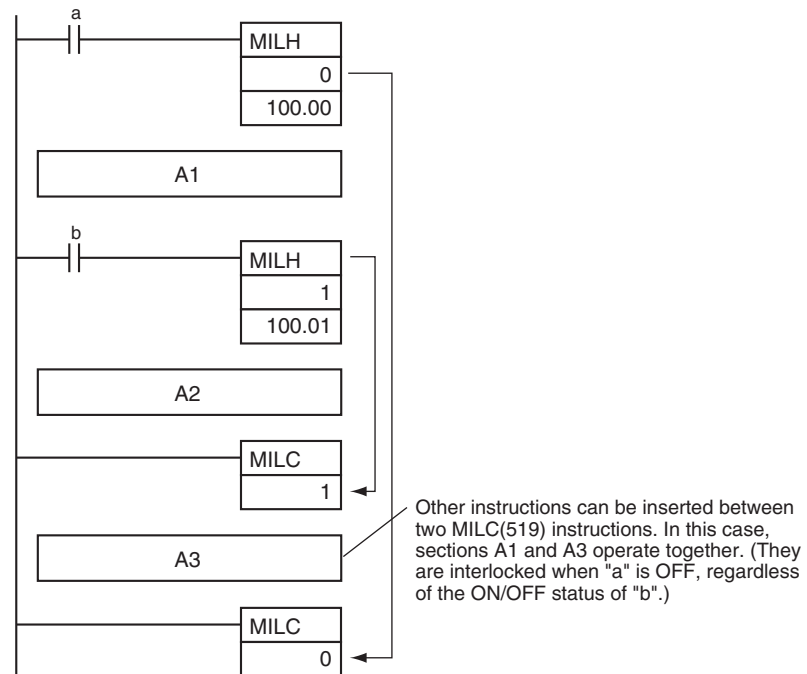 a
MILH
0
100.00
A1
b
MILH
1
100.01
A2
MILC
1
Other instructions can be inserted between
two MILC(519) instructions. In this case,
sections A1 and A3 operate together. (They
are interlocked when "a" is OFF, regardless
of the ON/OFF status of "b".)
A3
MILC
0